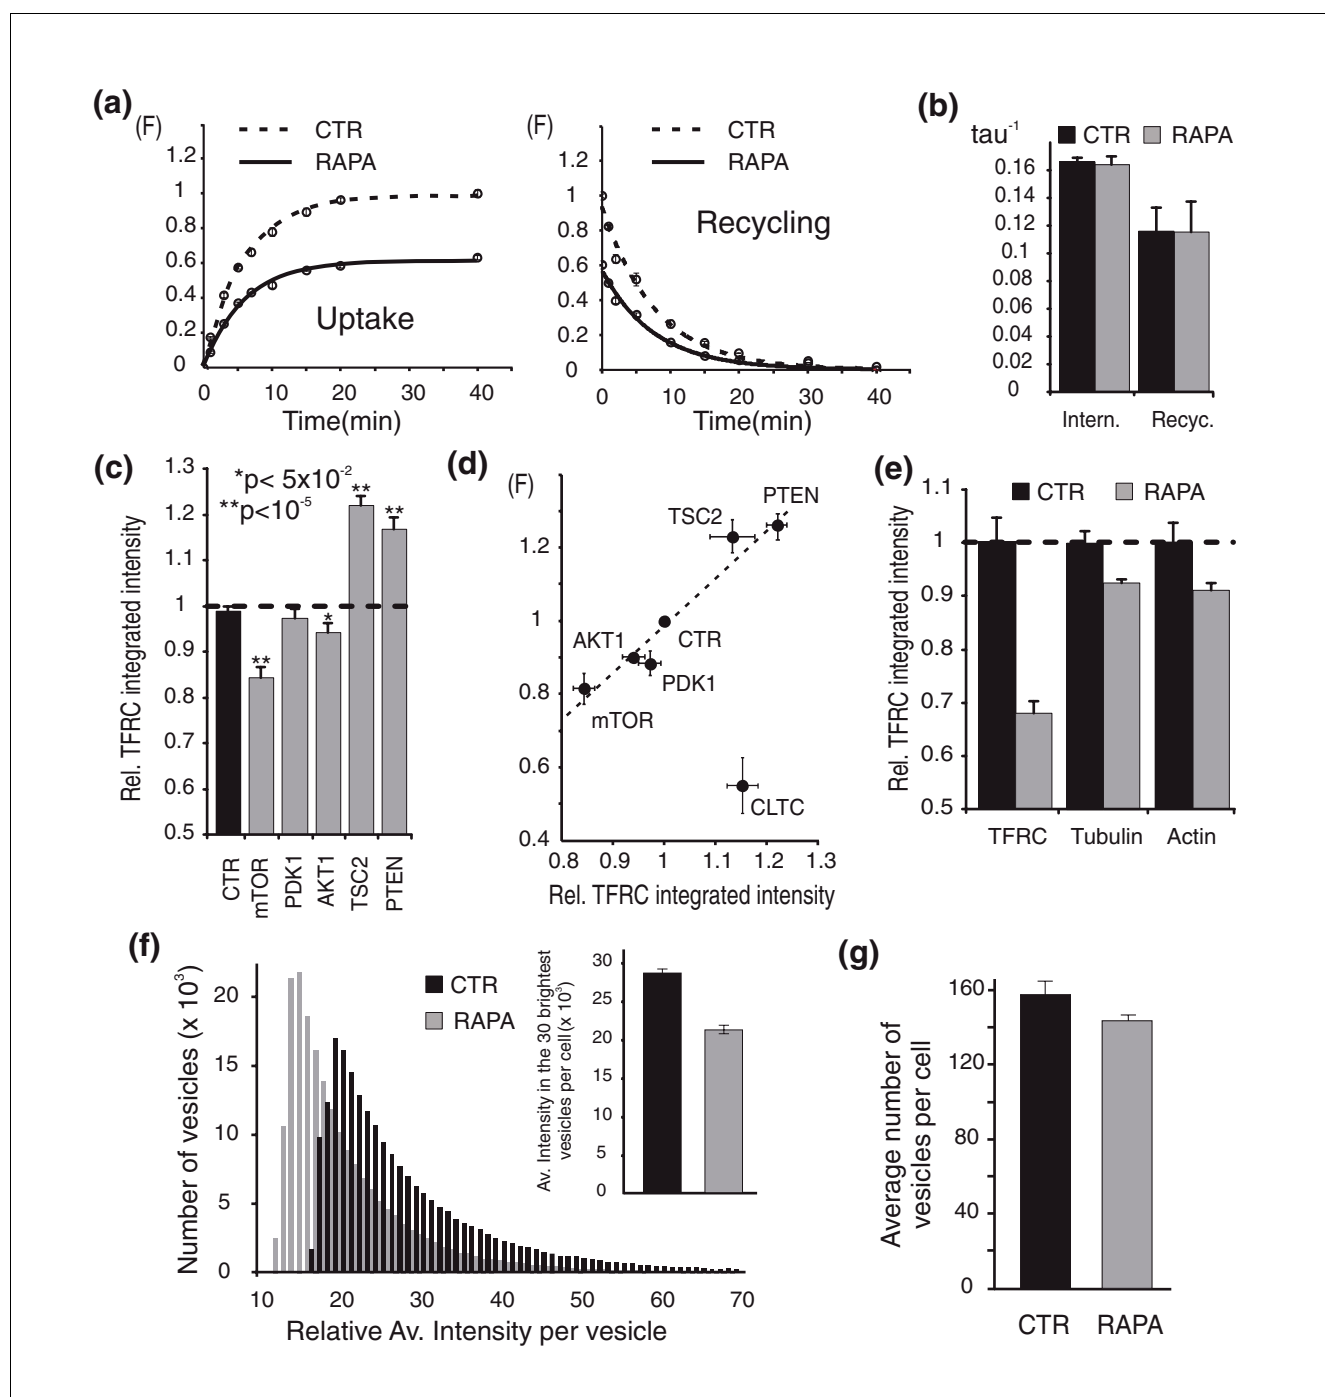 (a)
(F)
CTR
RAPA
1.2
1
0.8
0.6
0.4
0.2
0
Uptake
0 10 20 30 40
Time(min)
(F)
CTR
RAPA
1.2
1
0.8
0.6
0.4
0.2
0
Recycling
0 10 20 30 40
Time(min)
(b)
tau-1
CTR RAPA
0.16
0.12
0.1
0.08
0.06
0.04
0.02
0
Intern. Recyc.
(c)
Rel. TFRC integrated intensity
*p< 5x10-2
**p<10-5
1.3
1.2
1.1
1
0.9
0.8
0.7
0.6
0.5
** * ** **
CTR mTOR PDK1 AKT1 TSC2 PTEN
(d)
(F)
1.2
1
0.8
0.6
0.4
PTEN
TSC2
AKT1
CTR
PDK1
mTOR
CLTC
0.8 0.9 1 1.1 1.2 1.3
Rel. TFRC integrated intensity
(e)
Rel. TFRC integrated intensity
CTR RAPA
1.1
1
0.9
0.8
0.7
0.6
0.5
TFRC Tubulin Actin
(f)
Number of vesicles (x 10³)
CTR
RAPA
20
15
10
5
0
10 20 30 40 50 60 70
Relative Av. Intensity per vesicle
Av. Intensity in the 30 brightest
vesicles per cell (x 10³)
30
25
20
15
10
5
0
(g)
Average number of
vesicles per cell
160
120
160
80
40
0
CTR RAPA